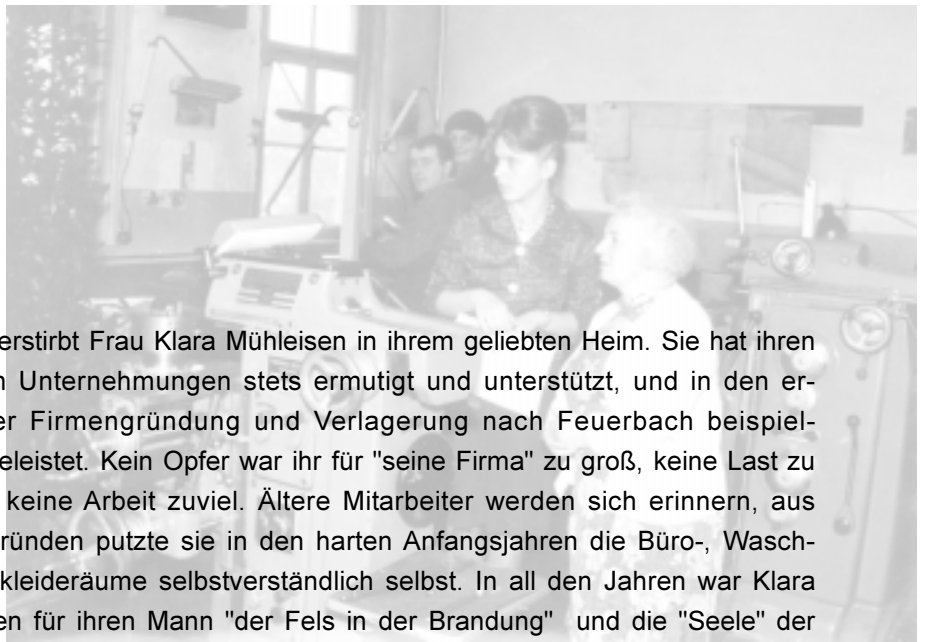 erstirbt Frau Klara Mühleisen in ihrem geliebten Heim. Sie hat ihren
n Unternehmungen stets ermutigt und unterstützt, und in den er-
er Firmengründung und Verlagerung nach Feuerbach beispiel-
eleistet. Kein Opfer war ihr für "seine Firma" zu groß, keine Last zu
keine Arbeit zuviel. Ältere Mitarbeiter werden sich erinnern, aus
ründen putzte sie in den harten Anfangsjahren die Büro-, Wasch-
kleideräume selbstverständlich selbst. In all den Jahren war Klara
en für ihren Mann "der Fels in der Brandung" und die "Seele" der